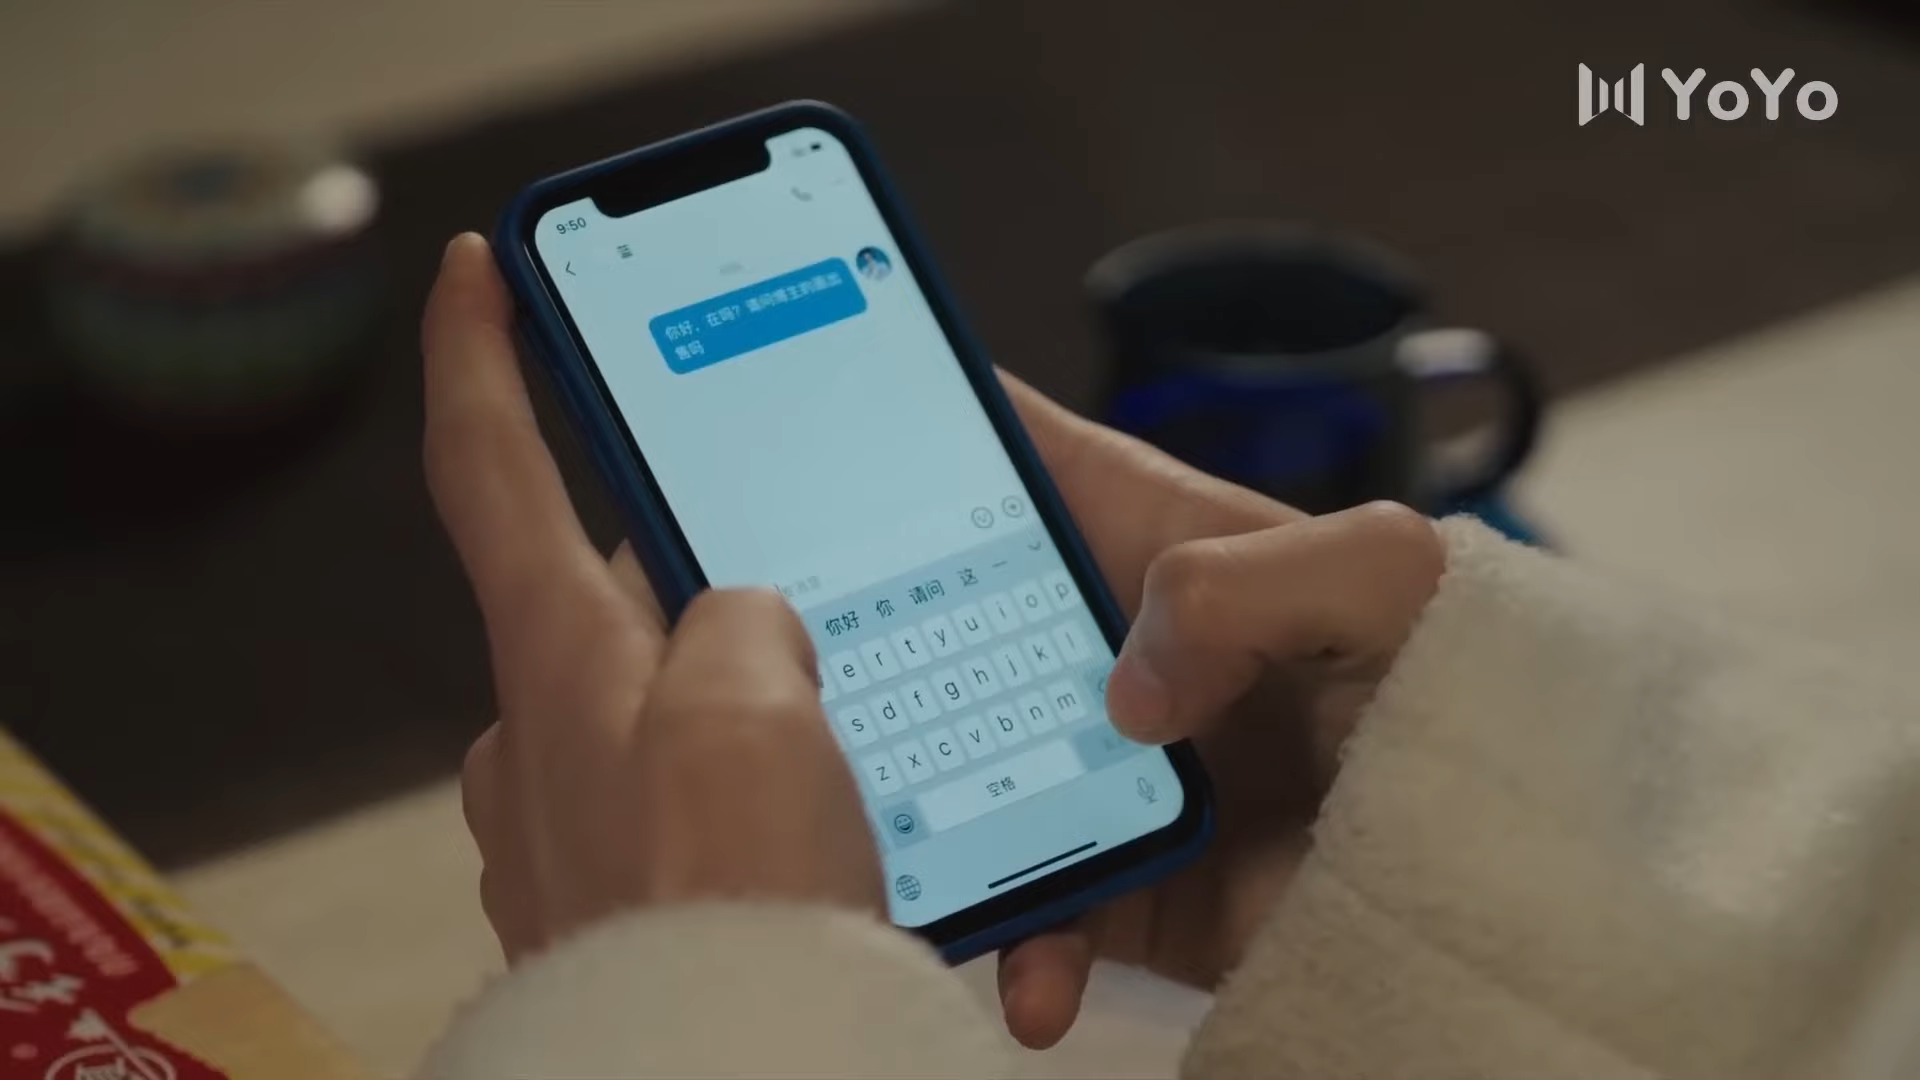 YoYo
9:50
你好，在吗？请问博主的画出
售吗
你好 你 请问 这 一
e r t y u i o p
s d f g h j k l
z x c v b n m
空格